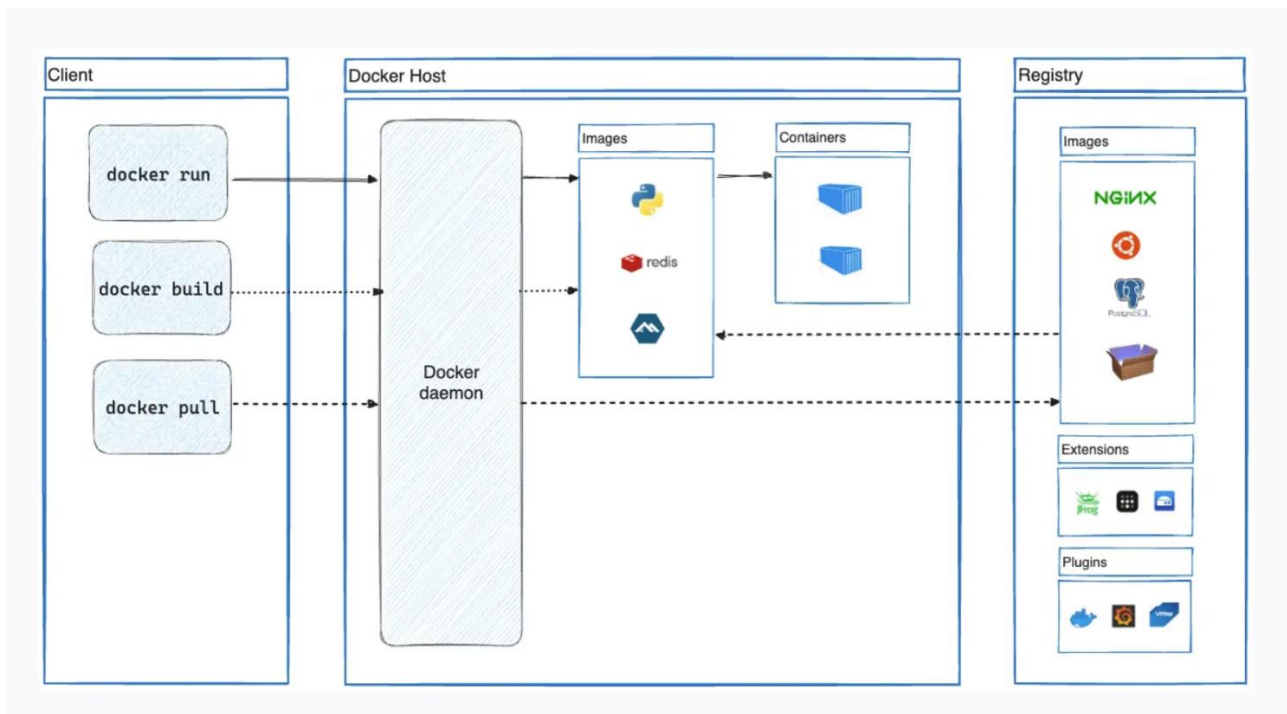 Client
docker run
docker build
docker pull
Docker Host
Docker
daemon
Images
redis
Containers
Registry
Images
NGINX
PostgreSQL
Extensions
jFrog
Plugins
vmw